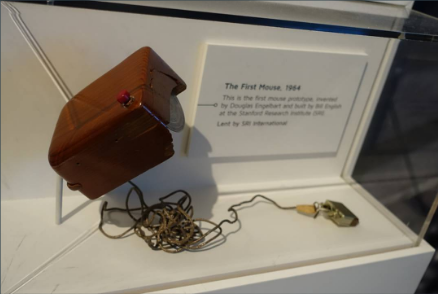 The First Mouse, 1964
This is the first mouse prototype, invented
by Douglas Engelbart and built by Bill English
at the Stanford Research Institute (SRI).
Lent by SRI International